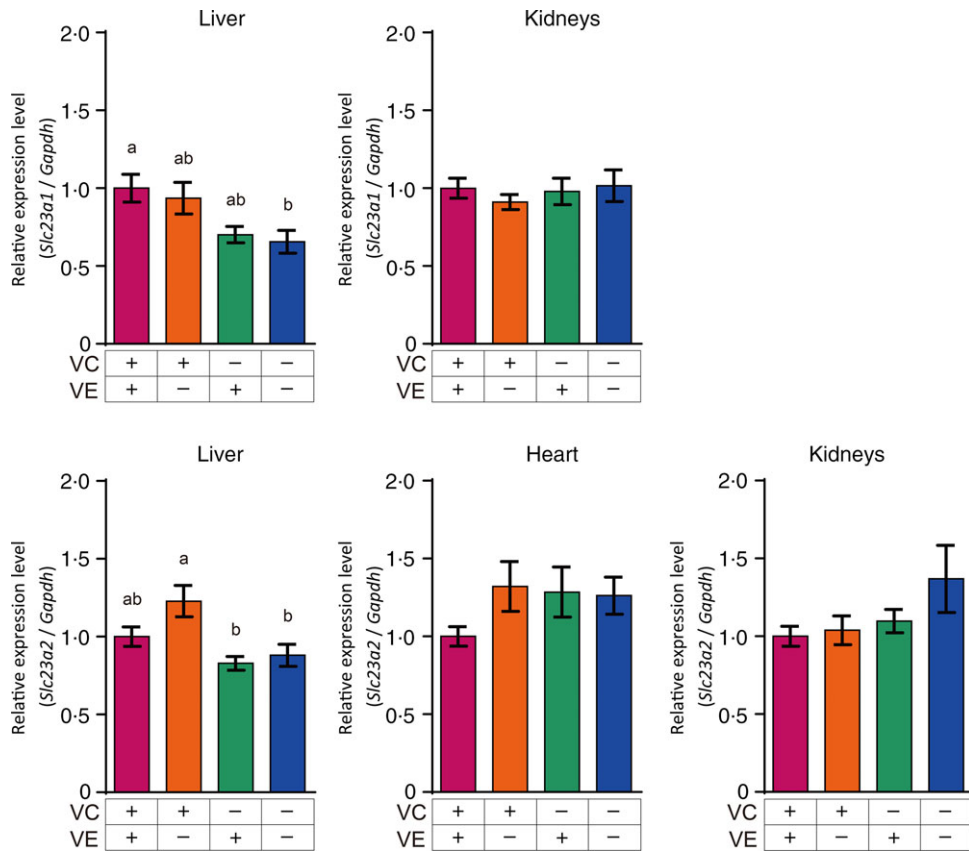 Liver
Relative expression level
(Slc23a1 / Gapdh)
2·0
1·5
1·0
0·5
0
a
ab
ab
b
VC + + − −
VE + − + −
Kidneys
Relative expression level
(Slc23a1 / Gapdh)
2·0
1·5
1·0
0·5
0
VC + + − −
VE + − + −
Liver
Relative expression level
(Slc23a2 / Gapdh)
2·0
1·5
1·0
0·5
0
ab
a
b
b
VC + + − −
VE + − + −
Heart
Relative expression level
(Slc23a2 / Gapdh)
2·0
1·5
1·0
0·5
0
VC + + − −
VE + − + −
Kidneys
Relative expression level
(Slc23a2 / Gapdh)
2·0
1·5
1·0
0·5
0
VC + + − −
VE + − + −